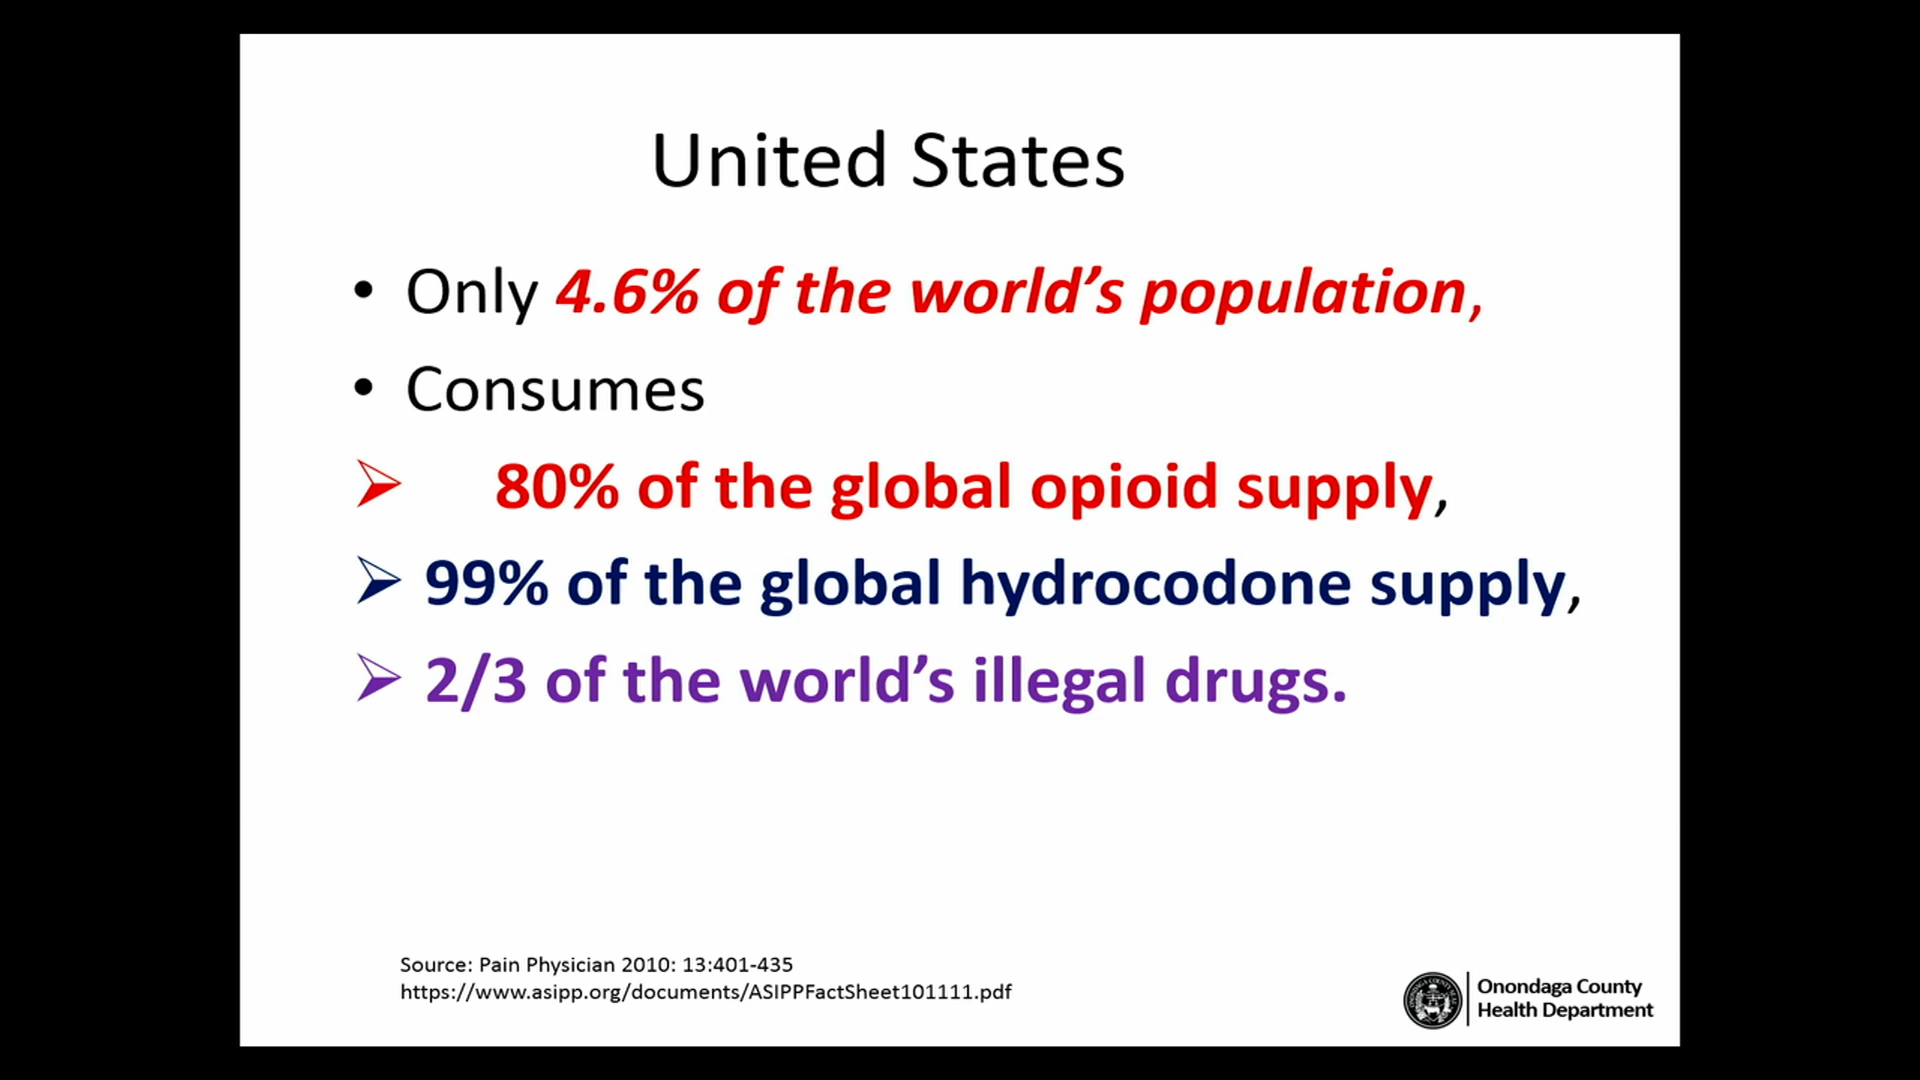 United States
• Only 4.6% of the world’s population,
• Consumes
➢ 80% of the global opioid supply,
➢ 99% of the global hydrocodone supply,
➢ 2/3 of the world’s illegal drugs.
Source: Pain Physician 2010: 13:401-435
https://www.asipp.org/documents/ASIPPFactSheet101111.pdf
Onondaga County
Health Department